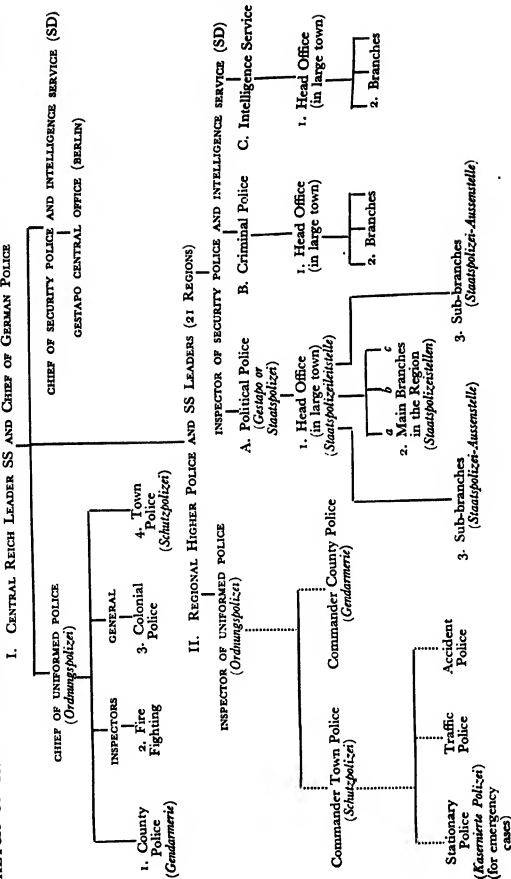 I. Central Reich Leader SS and Chief of German Police
CHIEF OF UNIFORMED POLICE
(Ordnungspolizei)
CHIEF OF SECURITY POLICE AND INTELLIGENCE SERVICE (SD)
GESTAPO CENTRAL OFFICE (BERLIN)
INSPECTORS
GENERAL
1. County
Police
(Gendarmerie)
2. Fire
Fighting
3. Colonial
Police
4. Town
Police
(Schutzpolizei)
II. Regional Higher Police and SS Leaders (21 Regions)
INSPECTOR OF UNIFORMED POLICE
(Ordnungspolizei)
INSPECTOR OF SECURITY POLICE AND INTELLIGENCE SERVICE (SD)
Commander Town Police
(Schutzpolizei)
Commander County Police
(Gendarmerie)
Stationary
Police
(Kasernierte Polizei)
(for emergency
cases)
Traffic
Police
Accident
Police
A. Political Police
(Gestapo or
Staatspolizei)
1. Head Office
(in large town)
(Staatspolizeileitstelle)
a b c
2. Main Branches
in the Region
(Staatspolizeistellen)
3. Sub-branches
(Staatspolizei-Aussenstelle)
3. Sub-branches
(Staatspolizei-Aussenstelle)
B. Criminal Police
1. Head Office
(in large town)
2. Branches
C. Intelligence Service
1. Head Office
(in large town)
2. Branches